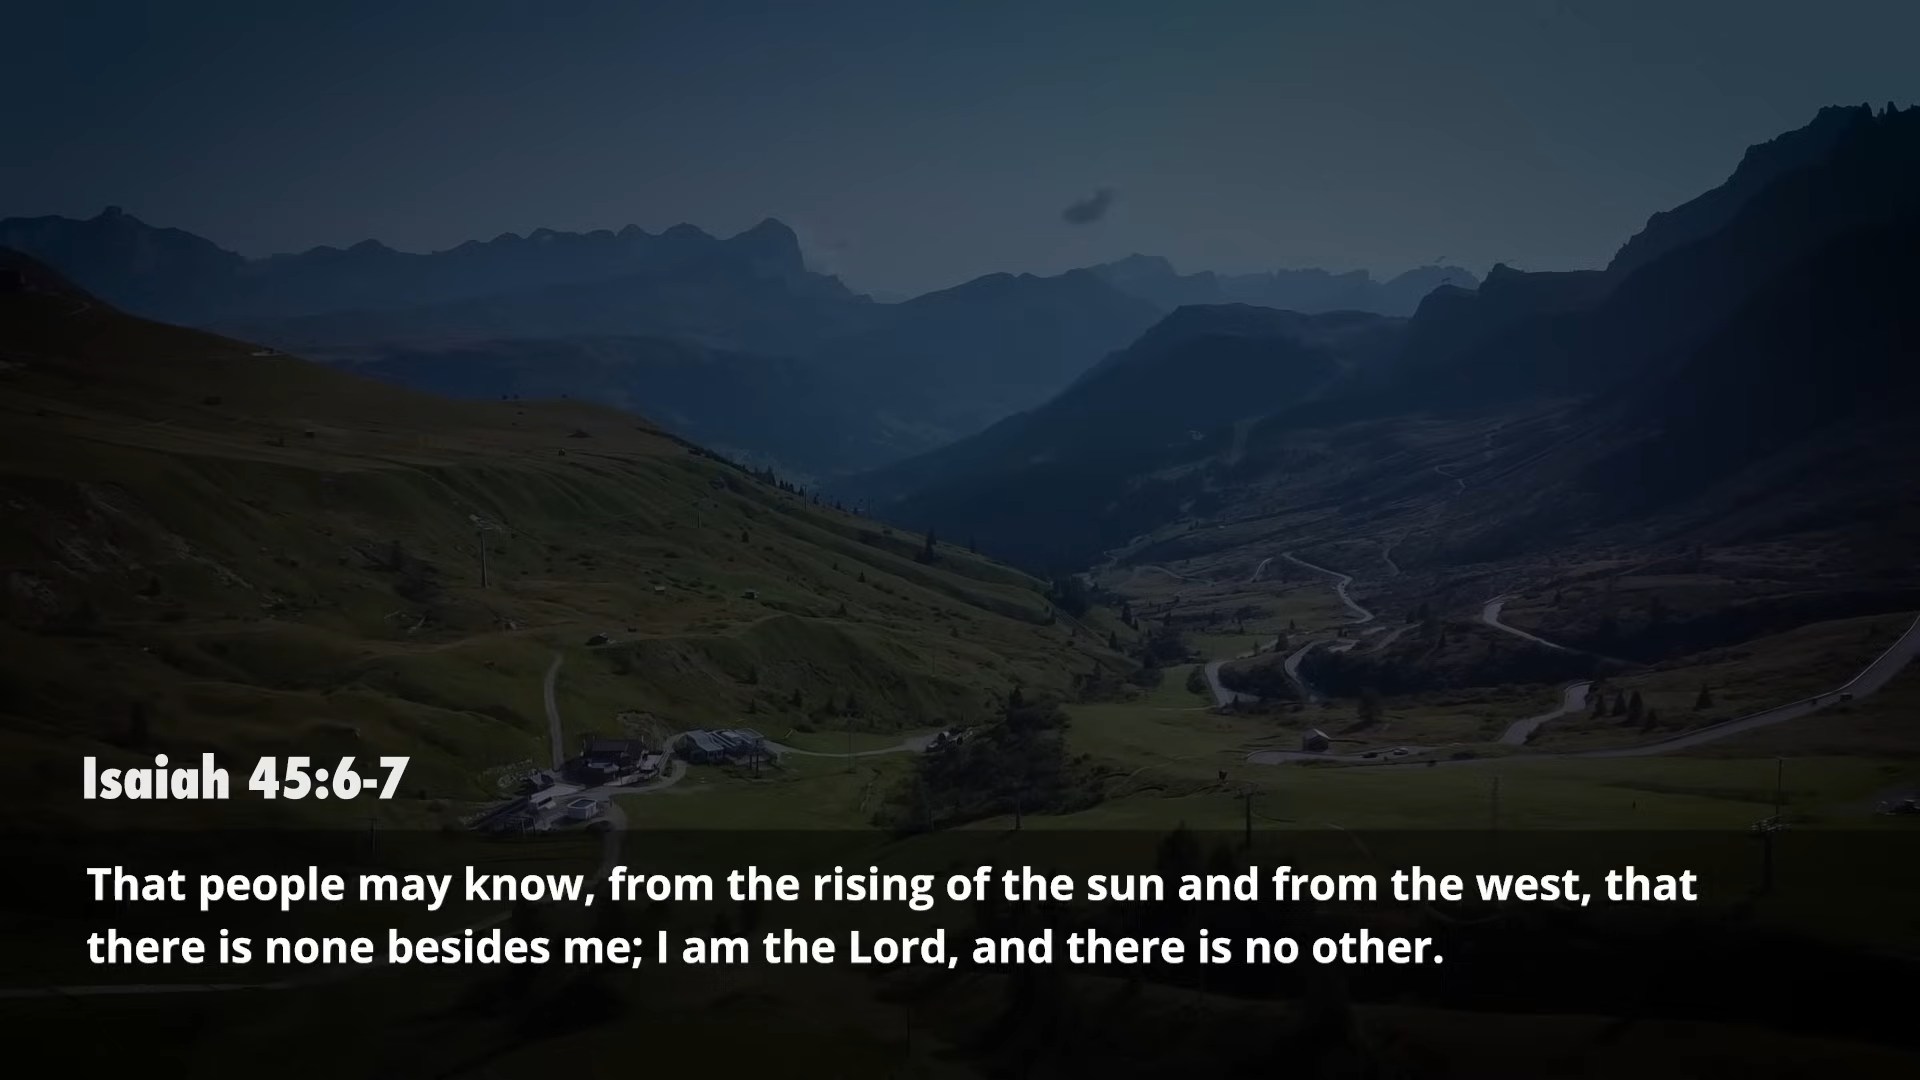 Isaiah 45:6-7
That people may know, from the rising of the sun and from the west, that
there is none besides me; I am the Lord, and there is no other.